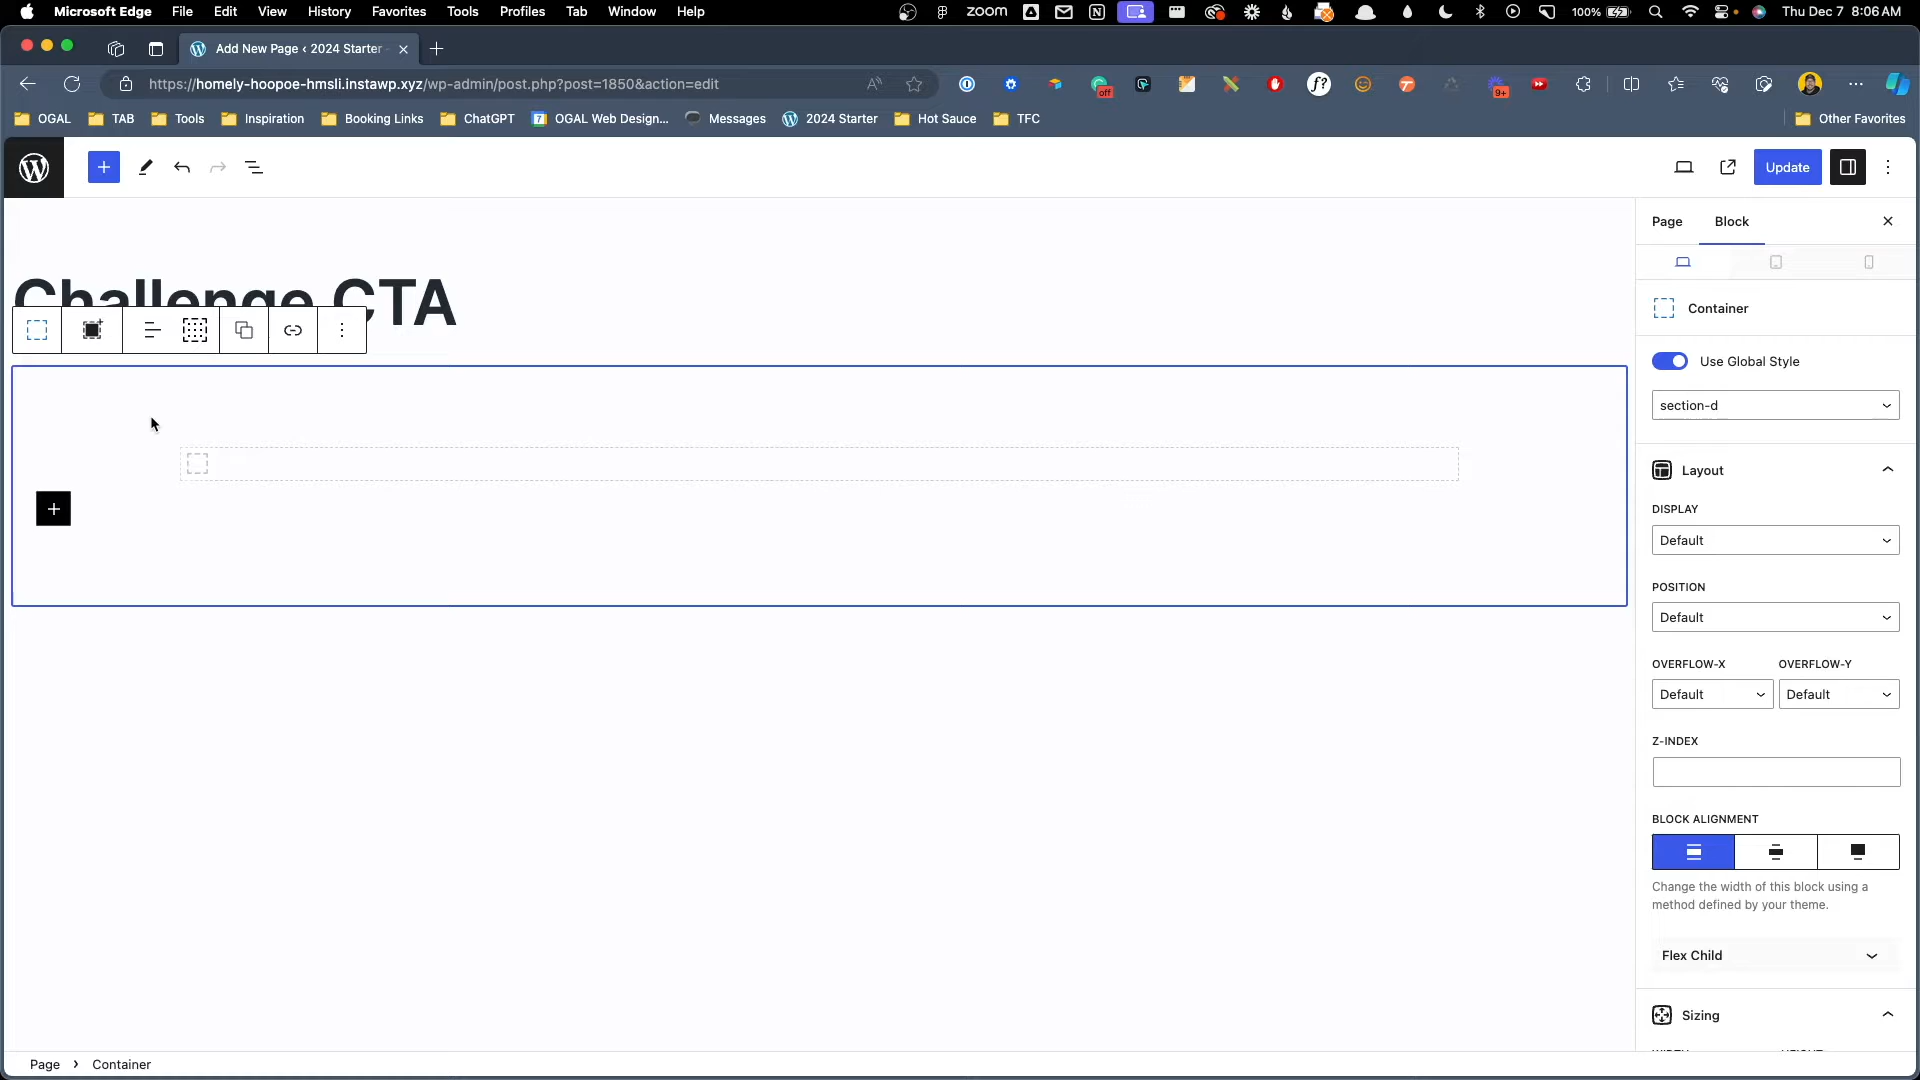 Microsoft Edge File Edit View History Favorites Tools Profiles Tab Window Help zoom 100% Thu Dec 7 8:06 AM
Add New Page ‹ 2024 Starter
https://homely-hoopoe-hmsli.instawp.xyz/wp-admin/post.php?post=1850&action=edit
off
f?
9+
OGAL TAB Tools Inspiration Booking Links ChatGPT 7 OGAL Web Design... Messages 2024 Starter Hot Sauce TFC Other Favorites
Update
Page Block
Challenge CTA
Container
Use Global Style
section-d
Layout
DISPLAY
Default
POSITION
Default
OVERFLOW-X OVERFLOW-Y
Default Default
Z-INDEX
BLOCK ALIGNMENT
Change the width of this block using a
method defined by your theme.
Flex Child
Sizing
Page › Container